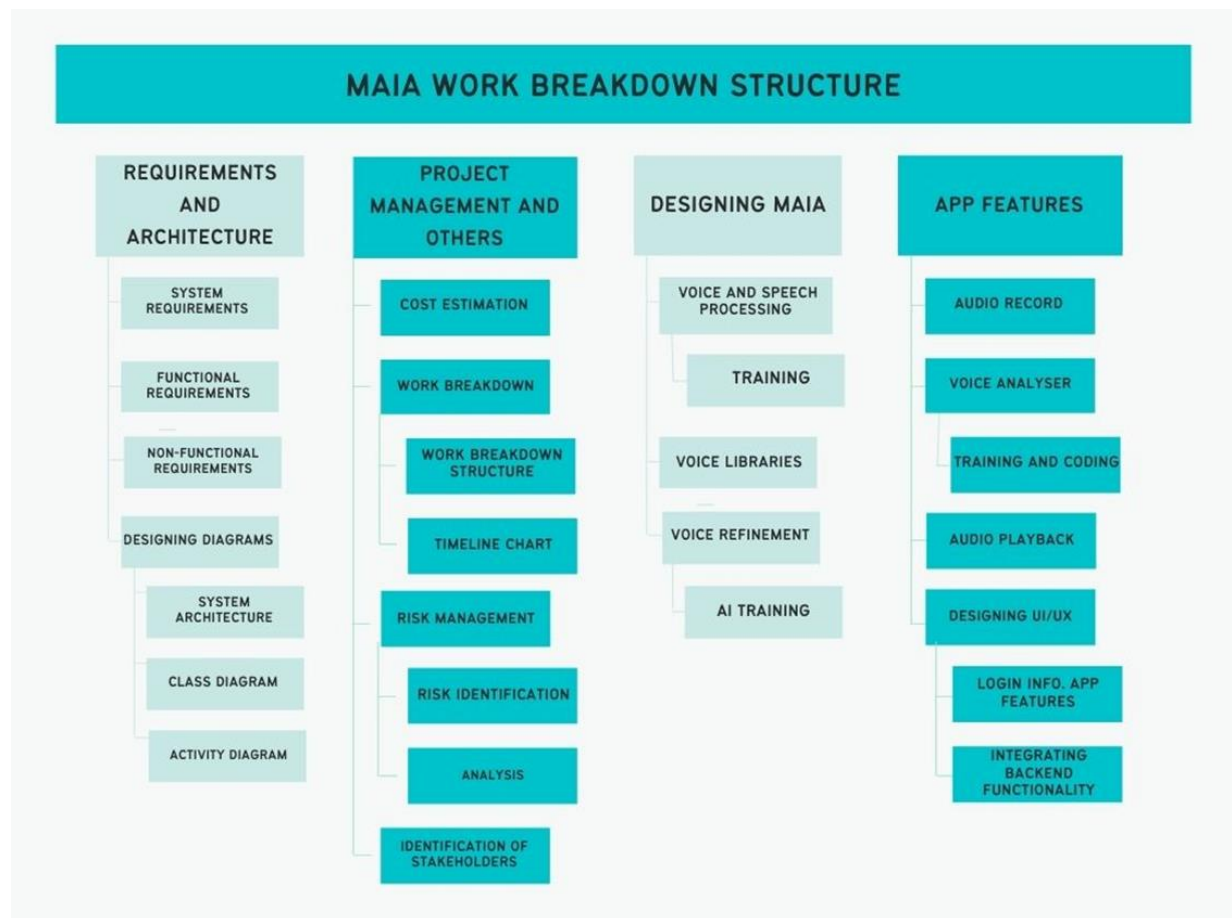 MAIA WORK BREAKDOWN STRUCTURE
REQUIREMENTS
AND
ARCHITECTURE
SYSTEM
REQUIREMENTS
FUNCTIONAL
REQUIREMENTS
NON-FUNCTIONAL
REQUIREMENTS
DESIGNING DIAGRAMS
SYSTEM
ARCHITECTURE
CLASS DIAGRAM
ACTIVITY DIAGRAM
PROJECT
MANAGEMENT AND
OTHERS
COST ESTIMATION
WORK BREAKDOWN
WORK BREAKDOWN
STRUCTURE
TIMELINE CHART
RISK MANAGEMENT
RISK IDENTIFICATION
ANALYSIS
IDENTIFICATION OF
STAKEHOLDERS
DESIGNING MAIA
VOICE AND SPEECH
PROCESSING
TRAINING
VOICE LIBRARIES
VOICE REFINEMENT
AI TRAINING
APP FEATURES
AUDIO RECORD
VOICE ANALYSER
TRAINING AND CODING
AUDIO PLAYBACK
DESIGNING UI/UX
LOGIN INFO. APP
FEATURES
INTEGRATING
BACKEND
FUNCTIONALITY